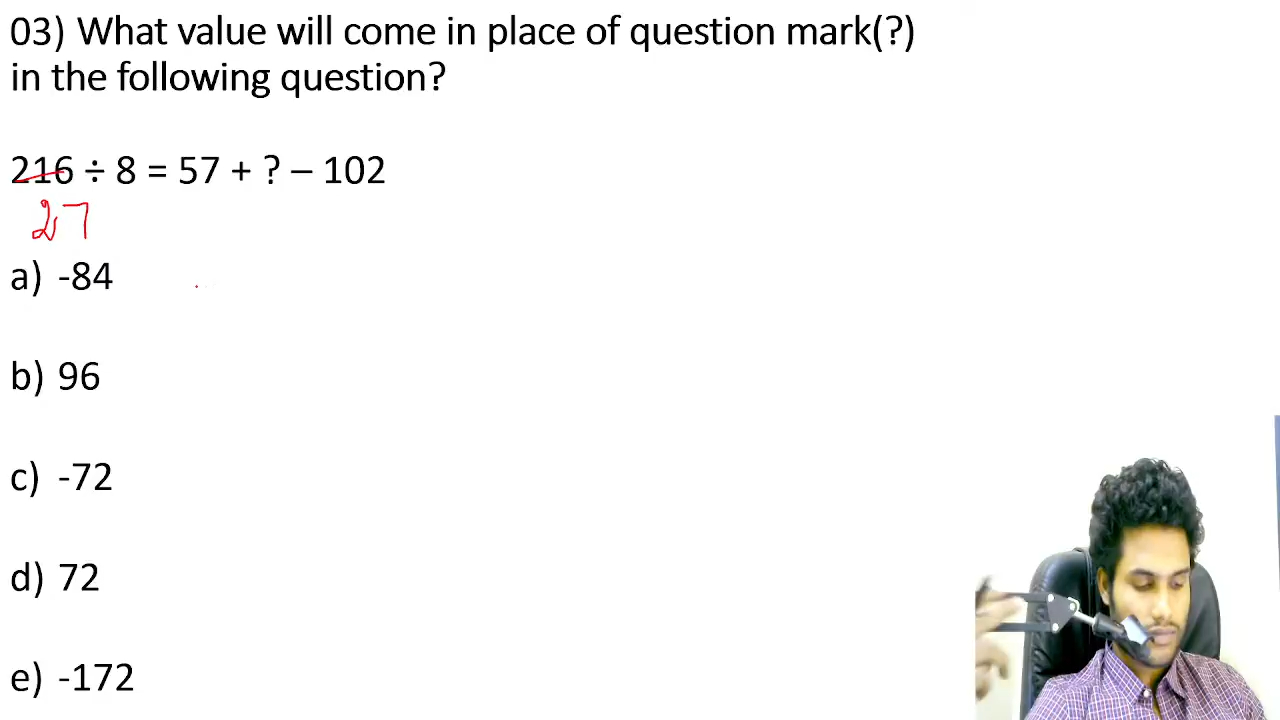 03) What value will come in place of question mark(?)
in the following question?
216 ÷ 8 = 57 + ? – 102
27
a) -84
b) 96
c) -72
d) 72
e) -172